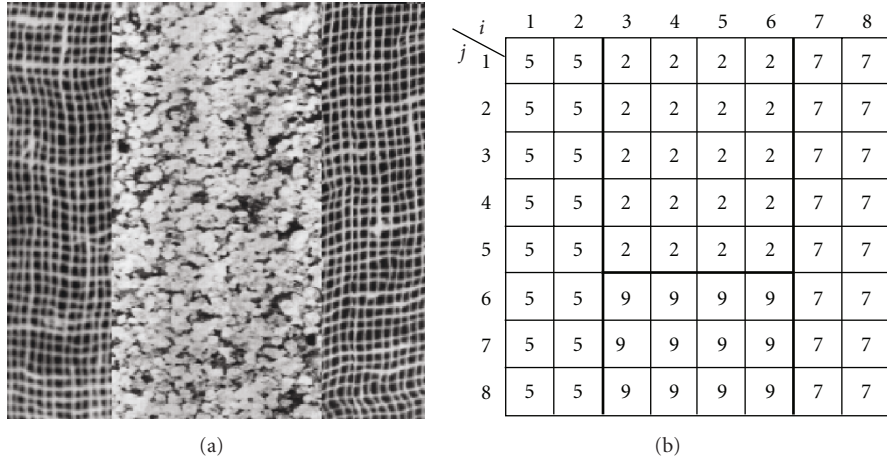 i
1 2 3 4 5 6 7 8
j
1 5 5 2 2 2 2 7 7
2 5 5 2 2 2 2 7 7
3 5 5 2 2 2 2 7 7
4 5 5 2 2 2 2 7 7
5 5 5 2 2 2 2 7 7
6 5 5 9 9 9 9 7 7
7 5 5 9 9 9 9 7 7
8 5 5 9 9 9 9 7 7
(a) (b)